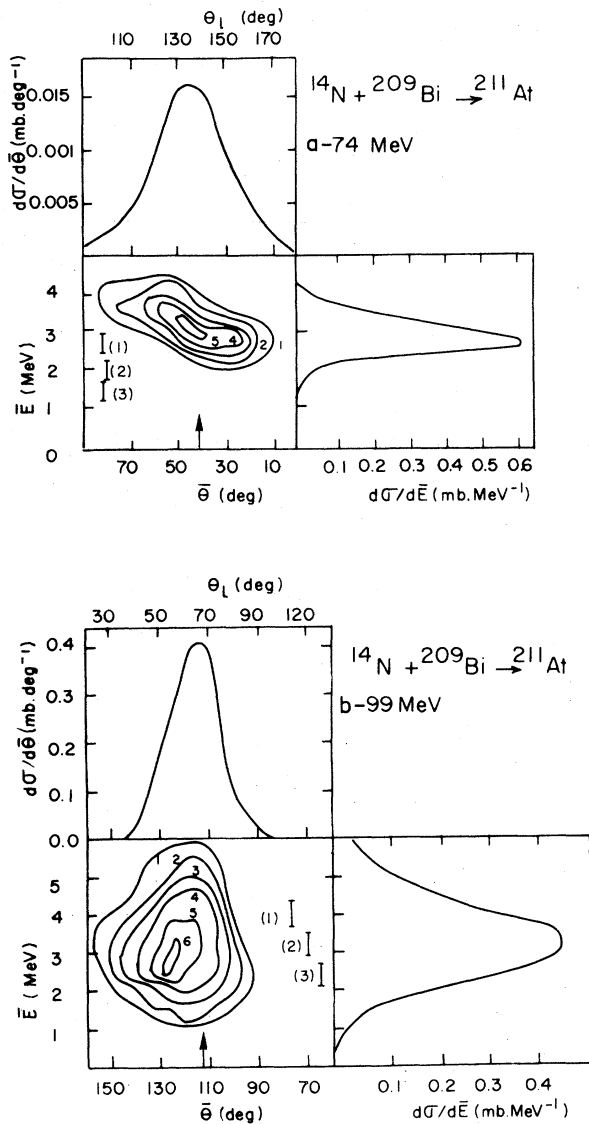 θₗ (deg)
110 130 150 170
dσ/dθ̄ (mb.deg⁻¹)
0.015
0.001
0.005
¹⁴N + ²⁰⁹Bi → ²¹¹At
a-74 MeV
Ē (MeV)
4
3
2
1
0
(1)
(2)
(3)
5 4 2 1
70 50 30 10
θ̄ (deg)
0.1 0.2 0.3 0.4 0.5 0.6
dσ/dĒ (mb.MeV⁻¹)
θₗ (deg)
30 50 70 90 120
dσ/dθ̄ (mb.deg⁻¹)
0.4
0.3
0.2
0.1
0.0
¹⁴N + ²⁰⁹Bi → ²¹¹At
b-99 MeV
Ē (MeV)
5
4
3
2
1
2
3
4
5
6
(1)
(2)
(3)
150 130 110 90 70
θ̄ (deg)
0.1 0.2 0.3 0.4
dσ/dĒ (mb.MeV⁻¹)